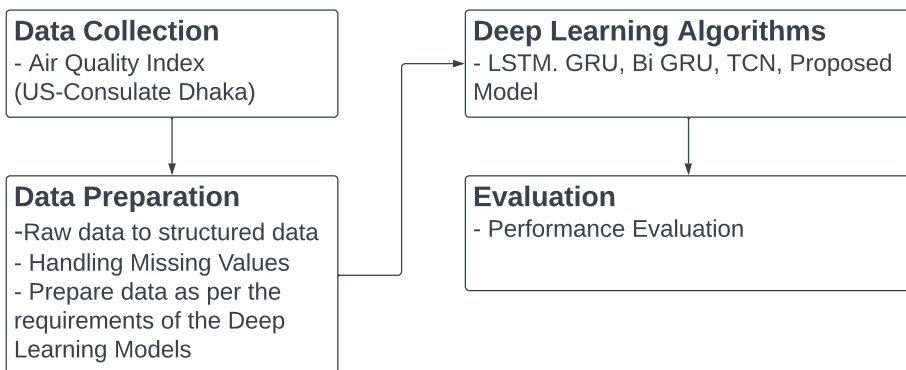 Data Collection
- Air Quality Index
(US-Consulate Dhaka)
Data Preparation
-Raw data to structured data
- Handling Missing Values
- Prepare data as per the
requirements of the Deep
Learning Models
Deep Learning Algorithms
- LSTM. GRU, Bi GRU, TCN, Proposed
Model
Evaluation
- Performance Evaluation